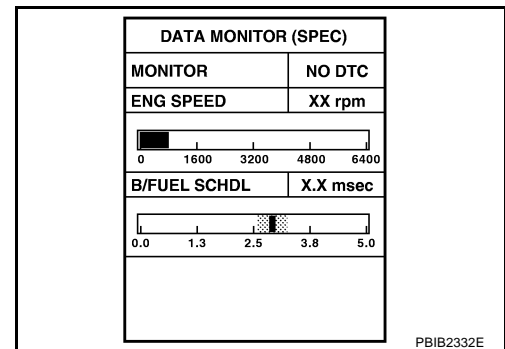 DATA MONITOR (SPEC)
MONITOR NO DTC
ENG SPEED XX rpm
0 1600 3200 4800 6400
B/FUEL SCHDL X.X msec
0.0 1.3 2.5 3.8 5.0
PBIB2332E